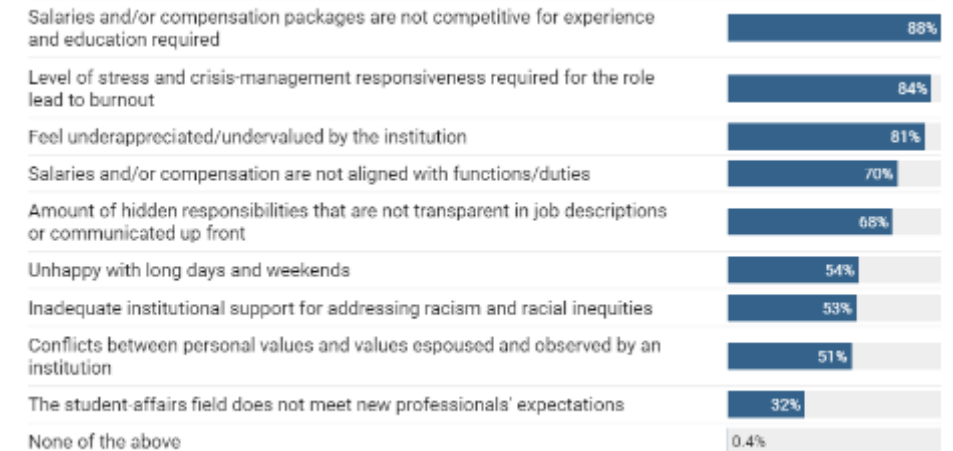 Salaries and/or compensation packages are not competitive for experience
and education required
88%
Level of stress and crisis-management responsiveness required for the role
lead to burnout
84%
Feel underappreciated/undervalued by the institution
81%
Salaries and/or compensation are not aligned with functions/duties
70%
Amount of hidden responsibilities that are not transparent in job descriptions
or communicated up front
68%
Unhappy with long days and weekends
54%
Inadequate institutional support for addressing racism and racial inequities
53%
Conflicts between personal values and values espoused and observed by an
institution
51%
The student-affairs field does not meet new professionals' expectations
32%
None of the above
0.4%